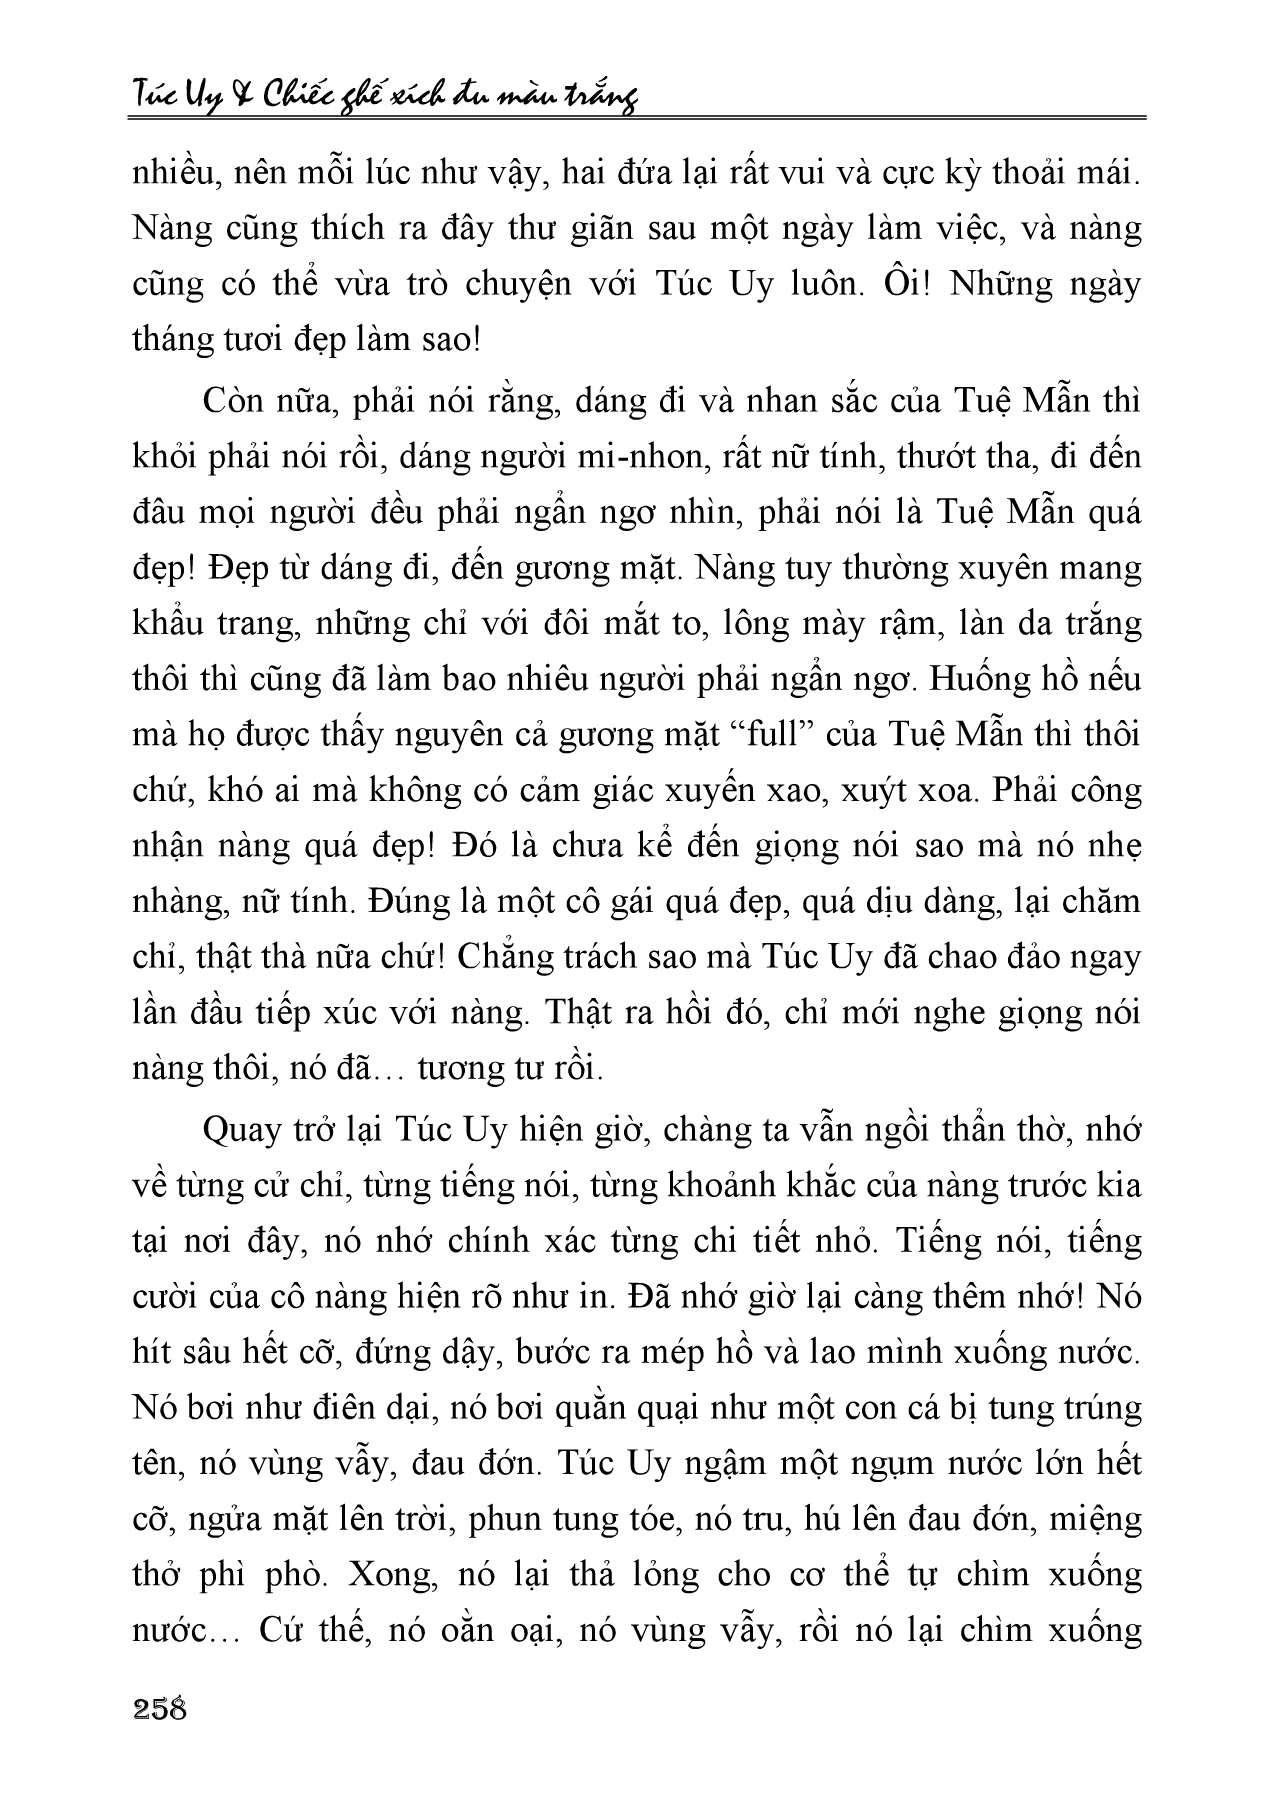 Túc Uy & Chiếc ghế xích đu màu trắng
nhiều, nên mỗi lúc như vậy, hai đứa lại rất vui và cực kỳ thoải mái.
Nàng cũng thích ra đây thư giãn sau một ngày làm việc, và nàng
cũng có thể vừa trò chuyện với Túc Uy luôn. Ôi! Những ngày
tháng tươi đẹp làm sao!
Còn nữa, phải nói rằng, dáng đi và nhan sắc của Tuệ Mẫn thì
khỏi phải nói rồi, dáng người mi-nhon, rất nữ tính, thướt tha, đi đến
đâu mọi người đều phải ngẩn ngơ nhìn, phải nói là Tuệ Mẫn quá
đẹp! Đẹp từ dáng đi, đến gương mặt. Nàng tuy thường xuyên mang
khẩu trang, những chỉ với đôi mắt to, lông mày rậm, làn da trắng
thôi thì cũng đã làm bao nhiêu người phải ngẩn ngơ. Huống hồ nếu
mà họ được thấy nguyên cả gương mặt “full” của Tuệ Mẫn thì thôi
chứ, khó ai mà không có cảm giác xuyến xao, xuýt xoa. Phải công
nhận nàng quá đẹp! Đó là chưa kể đến giọng nói sao mà nó nhẹ
nhàng, nữ tính. Đúng là một cô gái quá đẹp, quá dịu dàng, lại chăm
chỉ, thật thà nữa chứ! Chẳng trách sao mà Túc Uy đã chao đảo ngay
lần đầu tiếp xúc với nàng. Thật ra hồi đó, chỉ mới nghe giọng nói
nàng thôi, nó đã… tương tư rồi.
Quay trở lại Túc Uy hiện giờ, chàng ta vẫn ngồi thẩn thờ, nhớ
về từng cử chỉ, từng tiếng nói, từng khoảnh khắc của nàng trước kia
tại nơi đây, nó nhớ chính xác từng chi tiết nhỏ. Tiếng nói, tiếng
cười của cô nàng hiện rõ như in. Đã nhớ giờ lại càng thêm nhớ! Nó
hít sâu hết cỡ, đứng dậy, bước ra mép hồ và lao mình xuống nước.
Nó bơi như điên dại, nó bơi quằn quại như một con cá bị tung trúng
tên, nó vùng vẫy, đau đớn. Túc Uy ngậm một ngụm nước lớn hết
cỡ, ngửa mặt lên trời, phun tung tóe, nó tru, hú lên đau đớn, miệng
thở phì phò. Xong, nó lại thả lỏng cho cơ thể tự chìm xuống
nước… Cứ thế, nó oằn oại, nó vùng vẫy, rồi nó lại chìm xuống
258